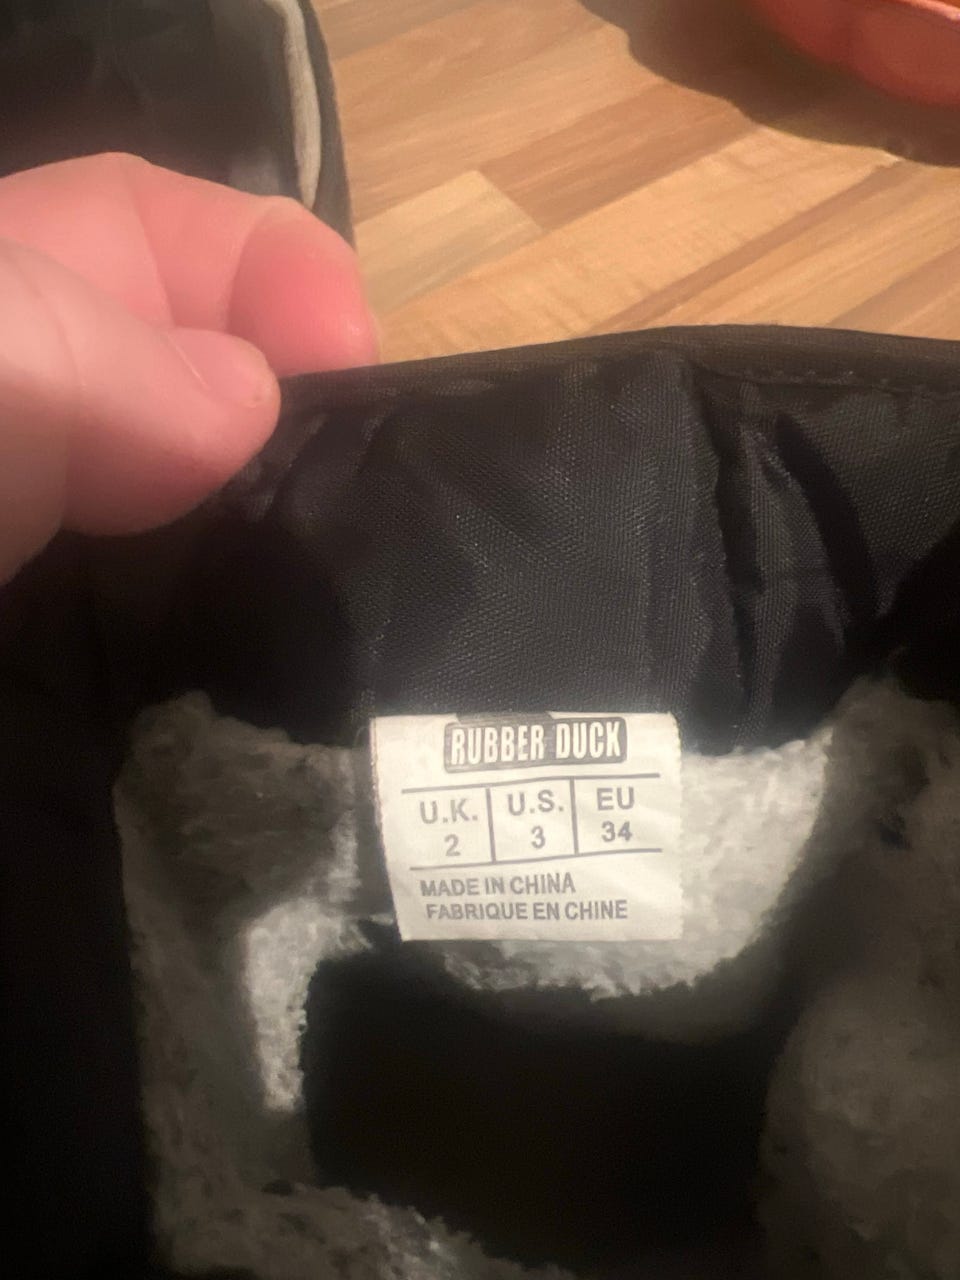 RUBBER DUCK
U.K. U.S. EU
2 3 34
MADE IN CHINA
FABRIQUE EN CHINE